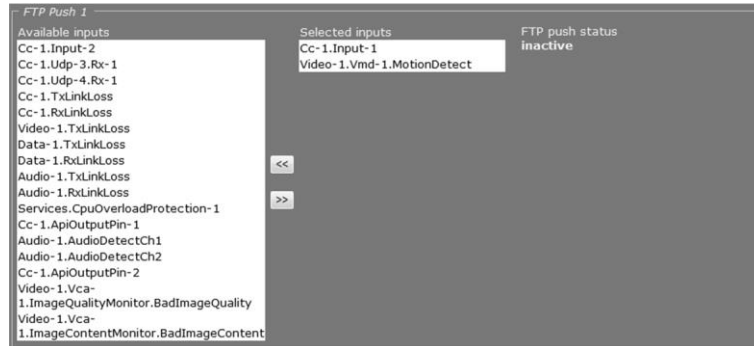 FTP Push 1
Available inputs
Cc-1.Input-2
Cc-1.Udp-3.Rx-1
Cc-1.Udp-4.Rx-1
Cc-1.TxLinkLoss
Cc-1.RxLinkLoss
Video-1.TxLinkLoss
Data-1.TxLinkLoss
Data-1.RxLinkLoss
Audio-1.TxLinkLoss
Audio-1.RxLinkLoss
Services.CpuOverloadProtection-1
Cc-1.ApiOutputPin-1
Audio-1.AudioDetectCh1
Audio-1.AudioDetectCh2
Cc-1.ApiOutputPin-2
Video-1.Vca-
1.ImageQualityMonitor.BadImageQuality
Video-1.Vca-
1.ImageContentMonitor.BadImageContent
<<
>>
Selected inputs
Cc-1.Input-1
Video-1.Vmd-1.MotionDetect
FTP push status
inactive